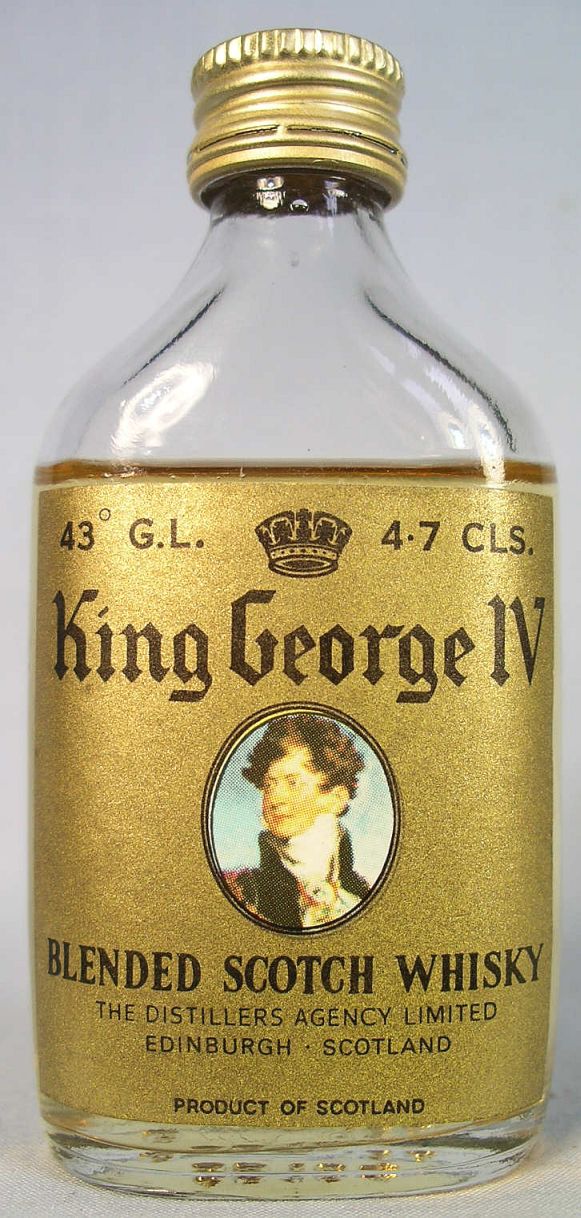 43° G.L. 4·7 CLS.
King George IV
BLENDED SCOTCH WHISKY
THE DISTILLERS AGENCY LIMITED
EDINBURGH · SCOTLAND
PRODUCT OF SCOTLAND